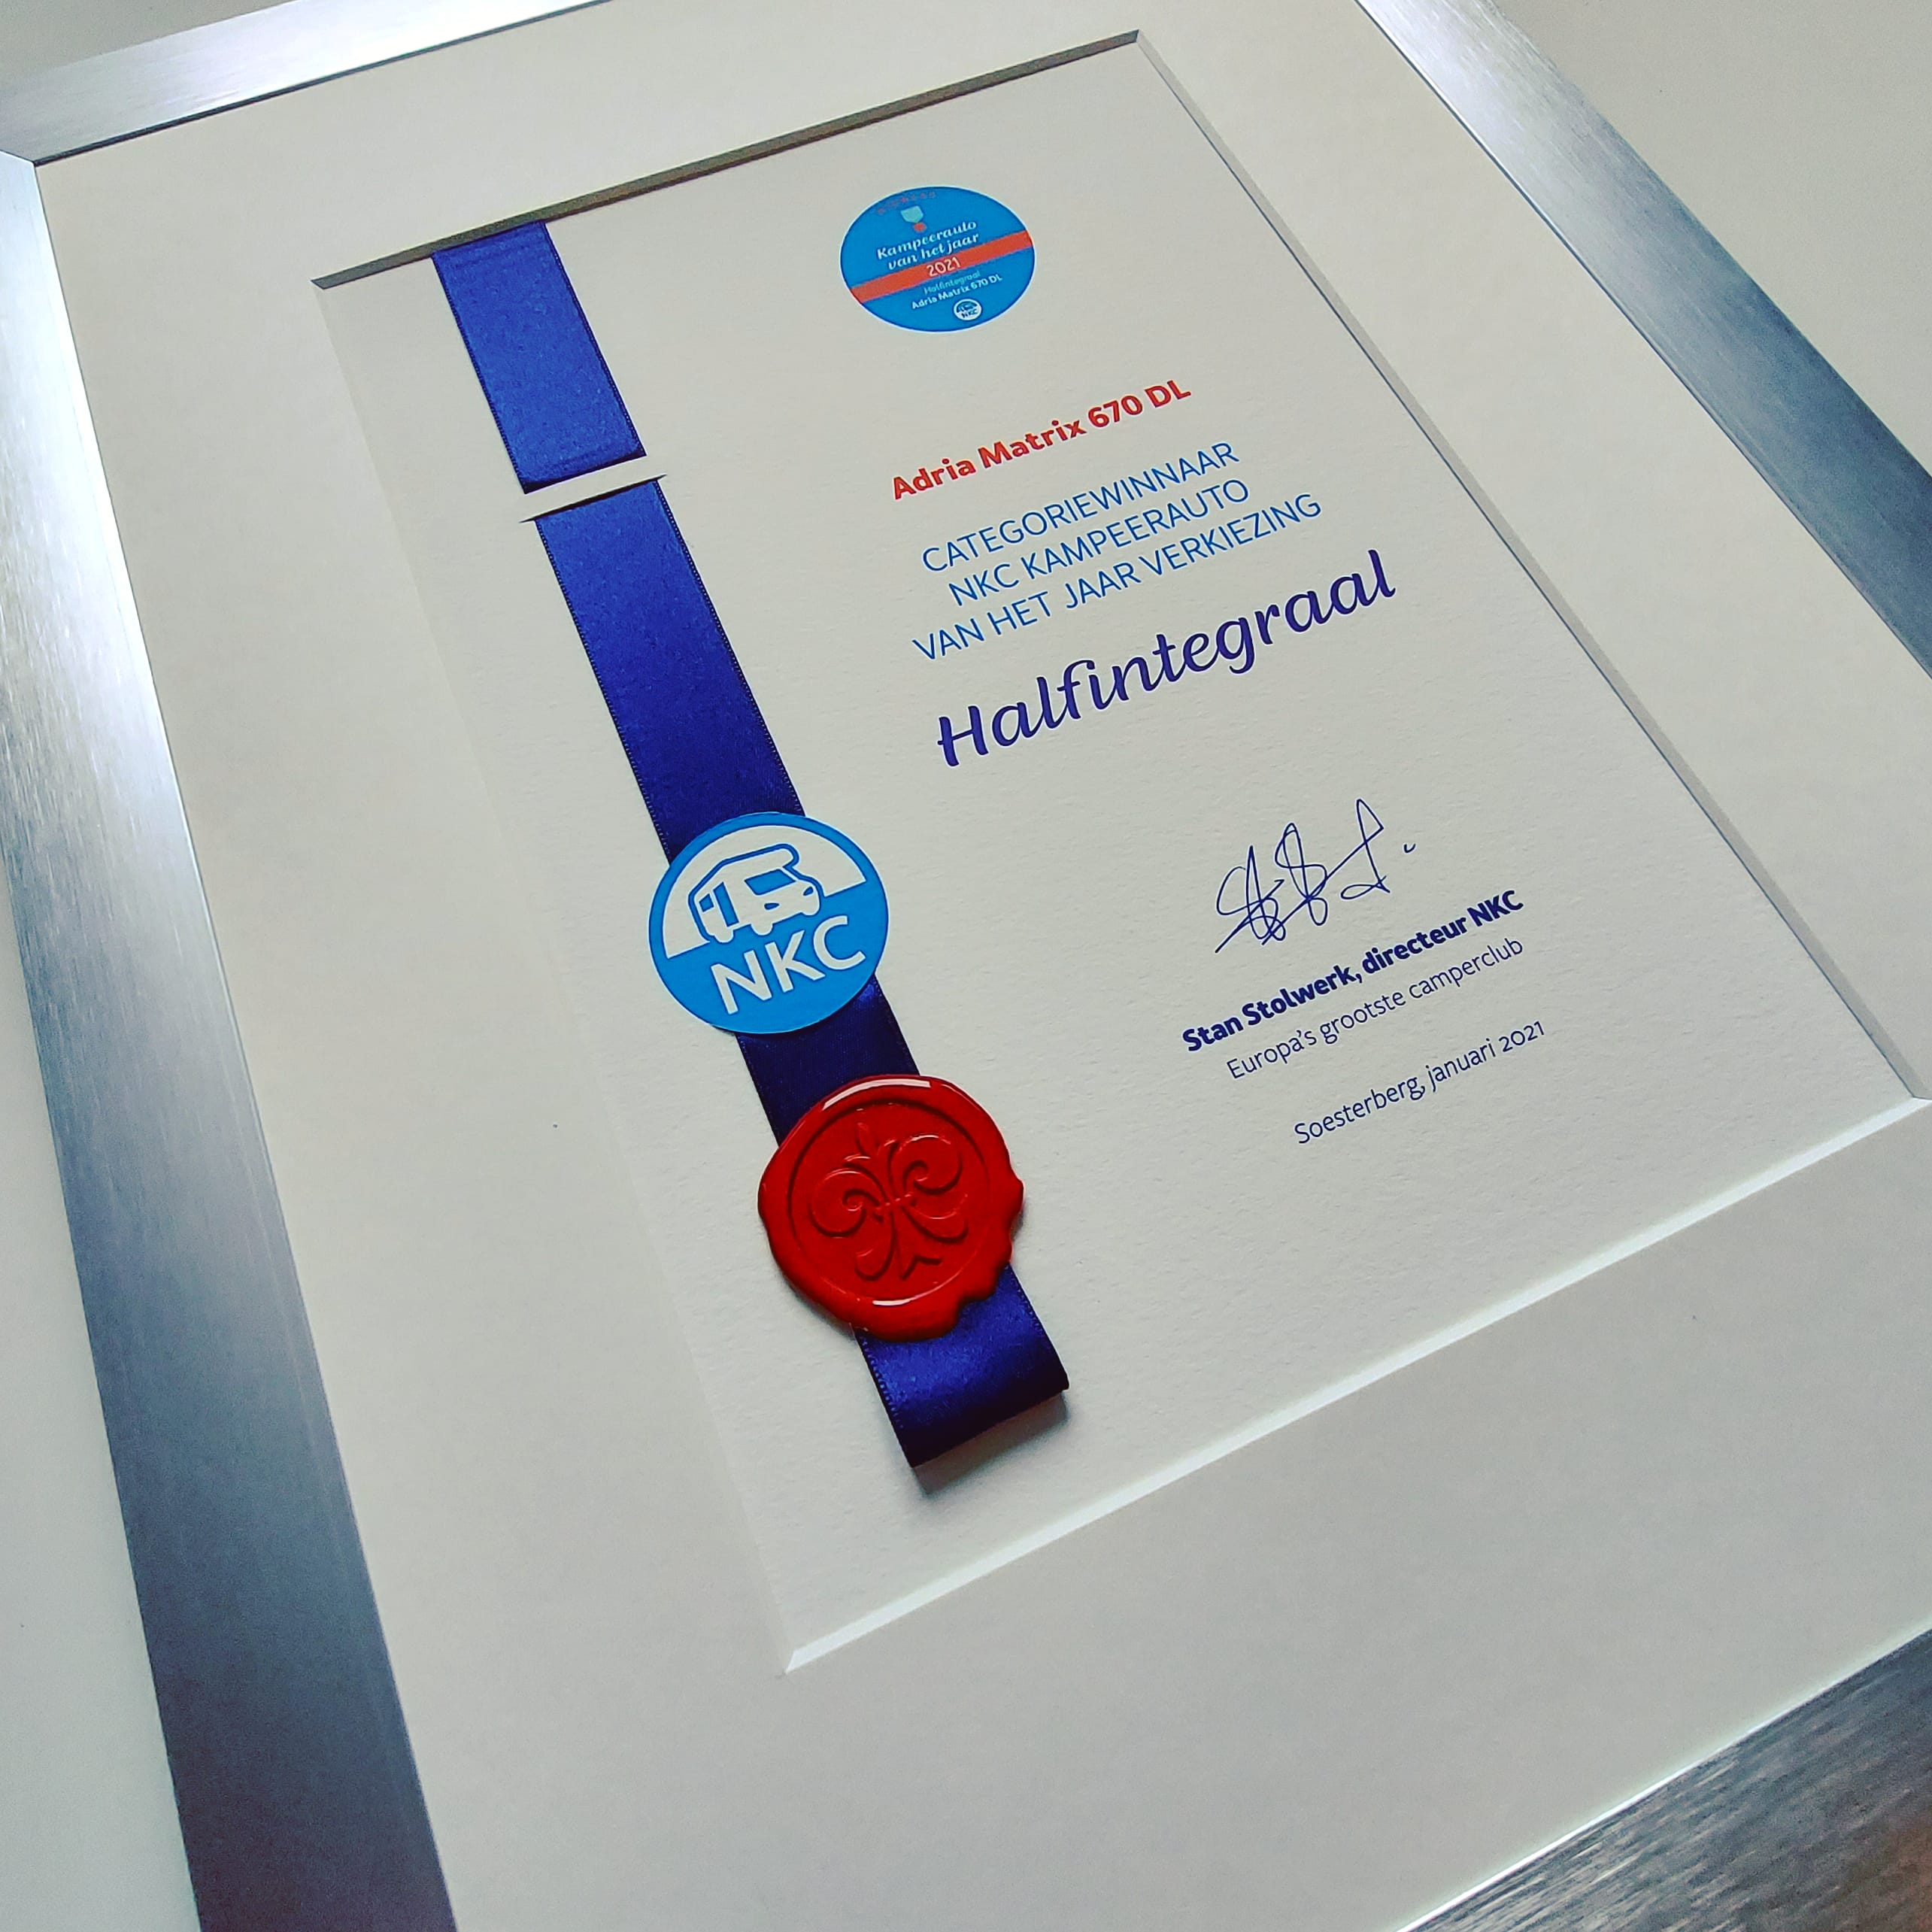 Kampeerauto
van het jaar
2021
Halfintegraal
Adria Matrix 670 DL
NKC
Adria Matrix 670 DL
CATEGORIEWINNAAR
NKC KAMPEERAUTO
VAN HET JAAR VERKIEZING
Halfintegraal
NKC
Stan Stolwerk, directeur NKC
Europa's grootste camperclub
Soesterberg, januari 2021